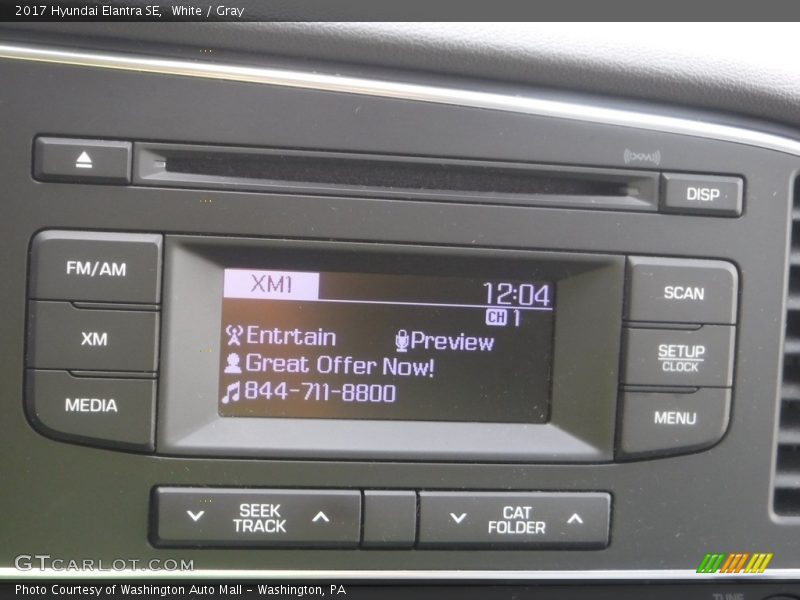 2017 Hyundai Elantra SE, White / Gray
((XM))
DISP
FM/AM
XM
MEDIA
XM1
12:04
CH 1
Entrtain
Preview
Great Offer Now!
844-711-8800
SCAN
SETUP
CLOCK
MENU
SEEK
TRACK
CAT
FOLDER
GTcarlot.com
TUNE
Photo Courtesy of Washington Auto Mall - Washington, PA